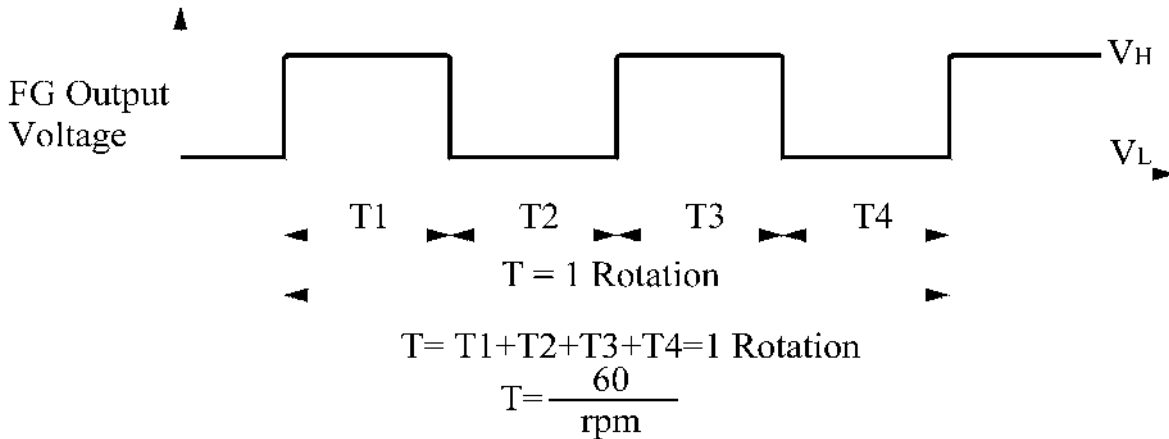 FG Output
Voltage
VH
VL
T1 T2 T3 T4
T = 1 Rotation
T= T1+T2+T3+T4=1 Rotation
T= 60
rpm